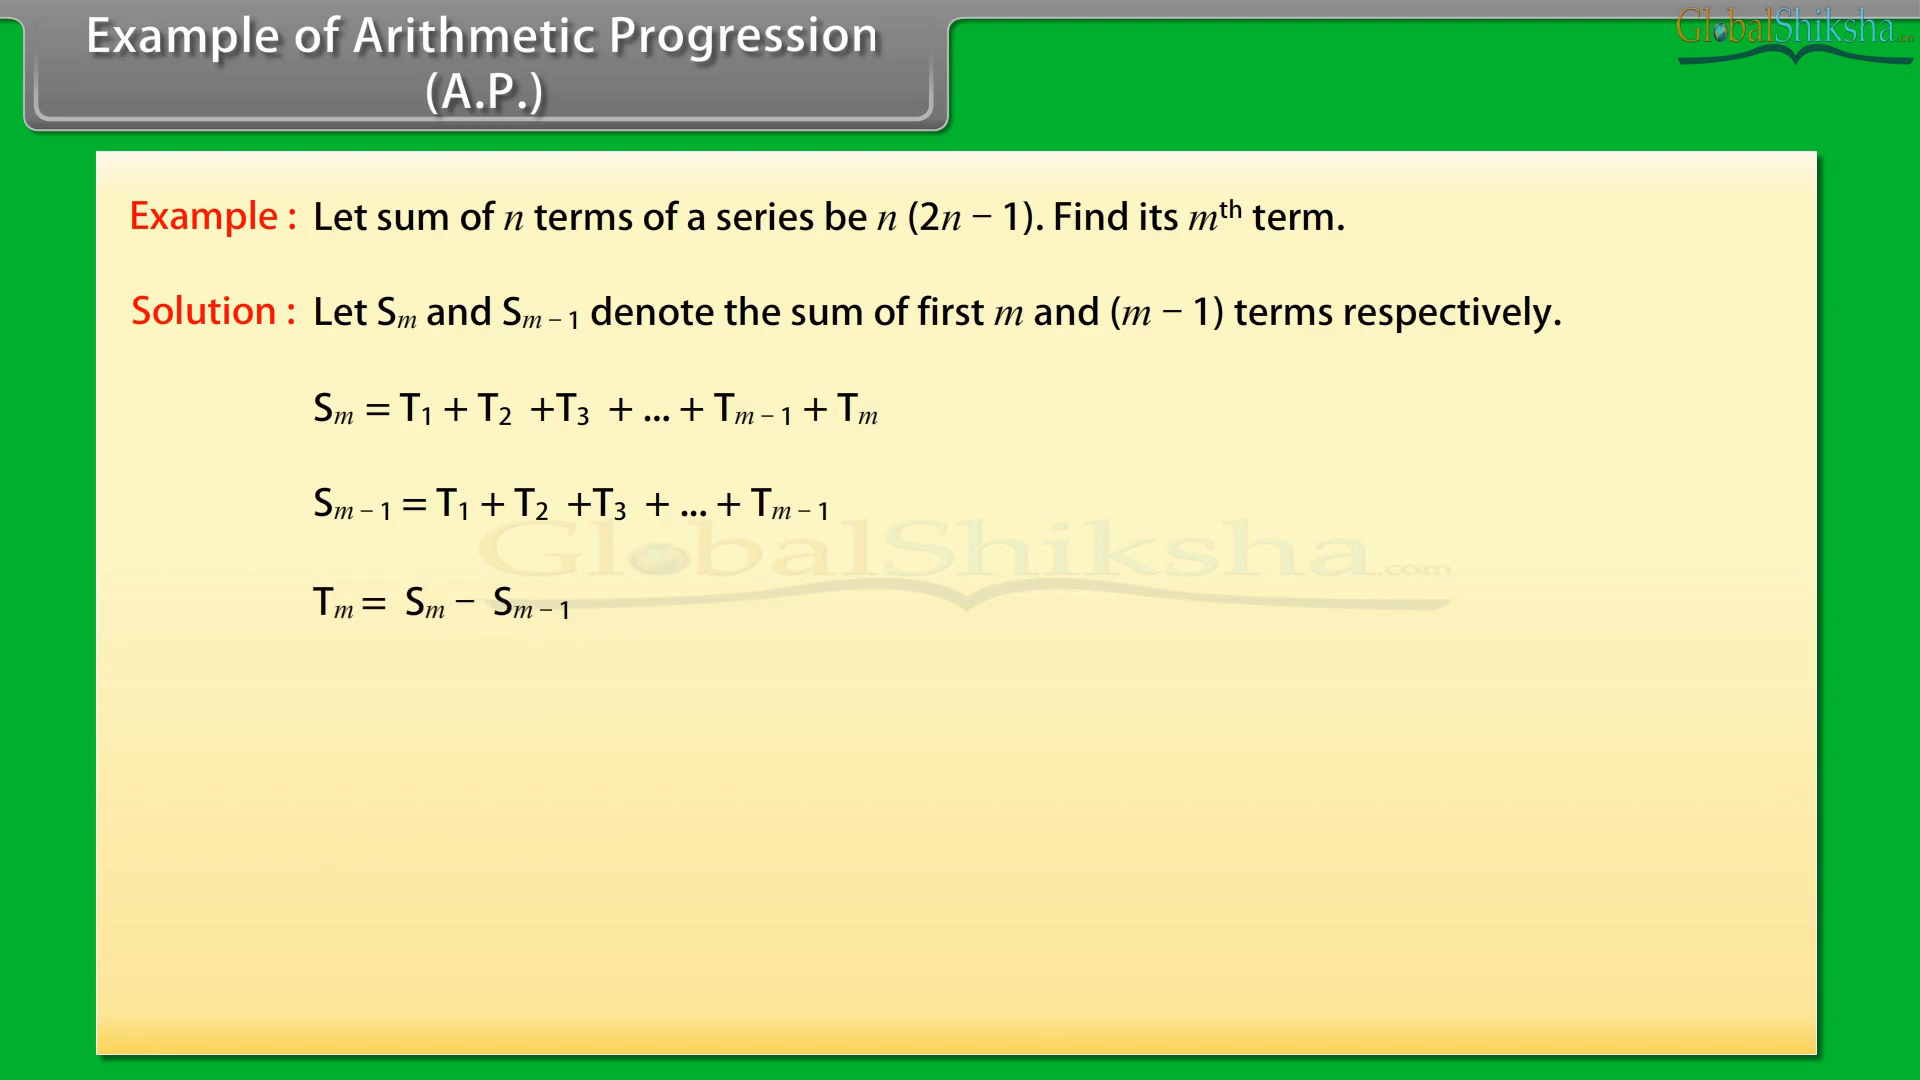 Example of Arithmetic Progression
(A.P.)
GlobalShiksha.com
Example : Let sum of n terms of a series be n (2n − 1). Find its mᵗʰ term.
Solution : Let Sₘ and Sₘ₋₁ denote the sum of first m and (m − 1) terms respectively.
Sₘ = T₁ + T₂ +T₃ + ... + Tₘ₋₁ + Tₘ
Sₘ₋₁ = T₁ + T₂ +T₃ + ... + Tₘ₋₁
GlobalShiksha.com
Tₘ = Sₘ − Sₘ₋₁